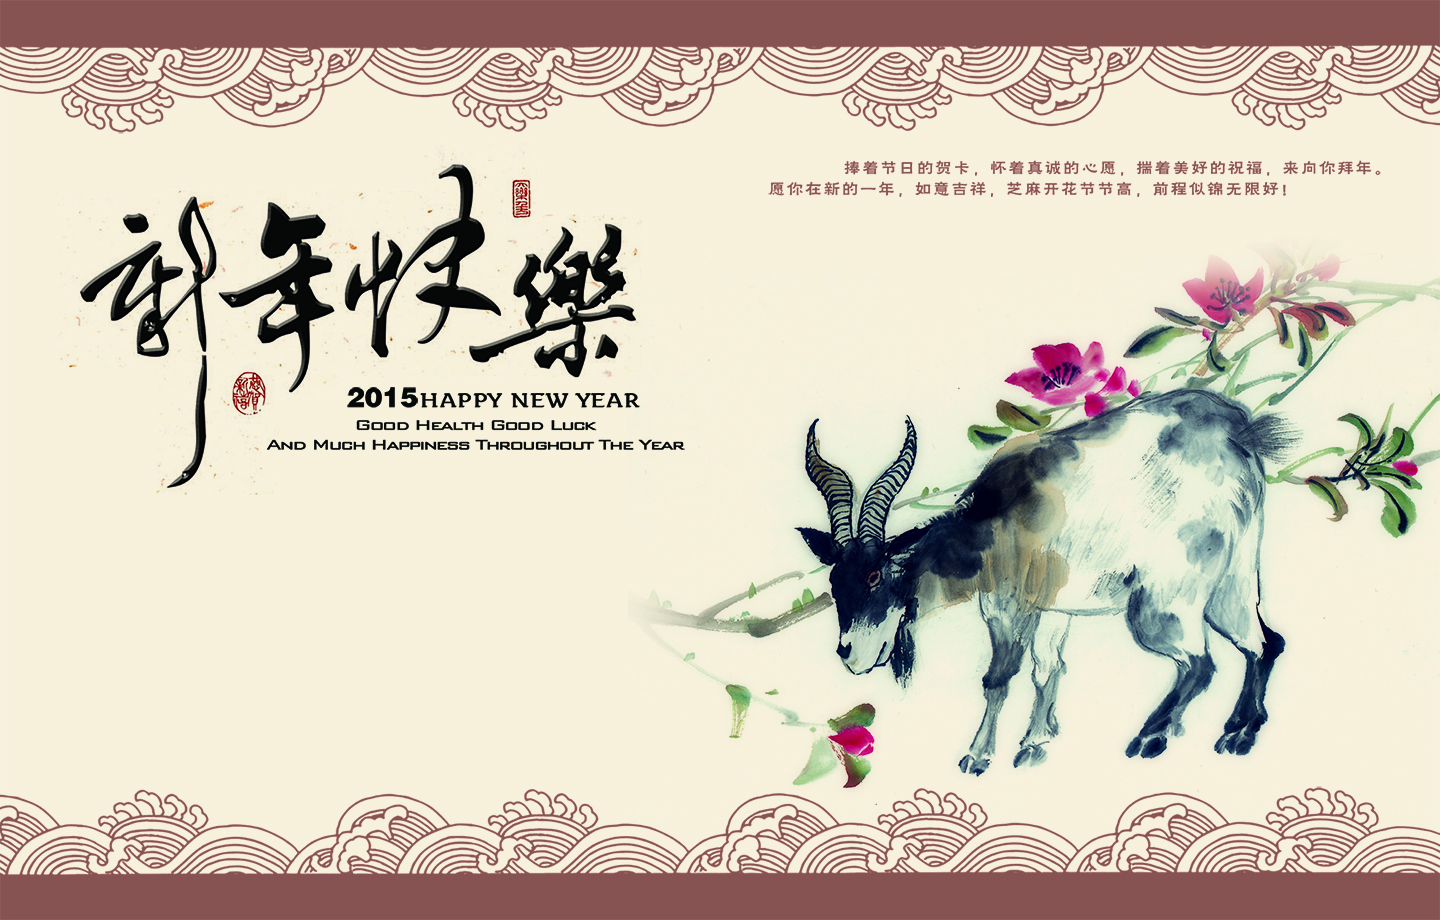 新年快樂
2015HAPPY NEW YEAR
GOOD HEALTH GOOD LUCK
AND MUCH HAPPINESS THROUGHOUT THE YEAR
捧着节日的贺卡，怀着真诚的心愿，揣着美好的祝福，来向你拜年。
愿你在新的一年，如意吉祥，芝麻开花节节高，前程似锦无限好！